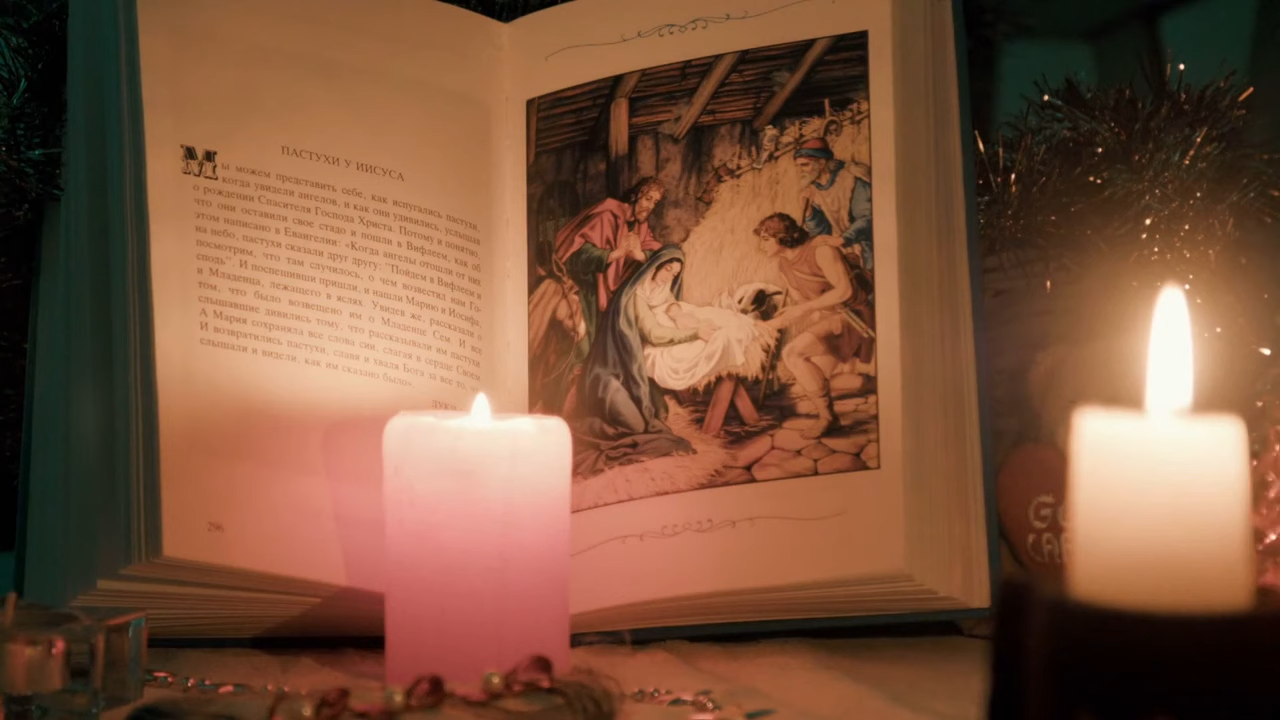 ПАСТУХИ У ИИСУСА
Мы можем представить себе, как испугались пастухи,
когда увидели ангелов, и как они удивились, услышав
о рождении Спасителя Господа Христа. Потому и понятно,
что они оставили свое стадо и пошли в Вифлеем, как об
этом написано в Евангелии: «Когда ангелы отошли от них
на небо, пастухи сказали друг другу: "Пойдем в Вифлеем и
посмотрим, что там случилось, о чем возвестил нам Го-
сподь". И поспешивши пришли, и нашли Марию и Иосифа,
и Младенца, лежащего в яслях. Увидев же, рассказали о
том, что было возвещено им о Младенце Сем. И все
слышавшие дивились тому, что рассказывали им пастухи
А Мария сохраняла все слова сии, слагая в сердце Своем
И возвратились пастухи, славя и хваля Бога за все то, что
слышали и видели, как им сказано было».
296